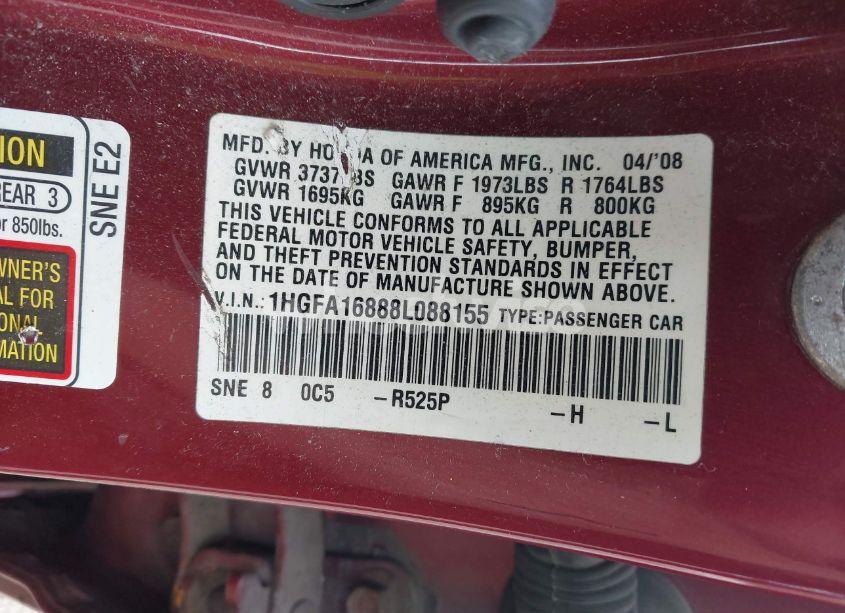 ION
REAR 3
or 850lbs.
WNER'S
AL FOR
ONAL
MATION
SNE E2
MFD. BY HO A OF AMERICA MFG., INC. 04/'08
GVWR 3737 BS GAWR F 1973LBS R 1764LBS
GVWR 1695KG GAWR F 895KG R 800KG
THIS VEHICLE CONFORMS TO ALL APPLICABLE
FEDERAL MOTOR VEHICLE SAFETY, BUMPER,
AND THEFT PREVENTION STANDARDS IN EFFECT
ON THE DATE OF MANUFACTURE SHOWN ABOVE.
V.I.N.: 1HGFA16888L088155 TYPE:PASSENGER CAR
SNE 8 0C5 -R525P -H -L